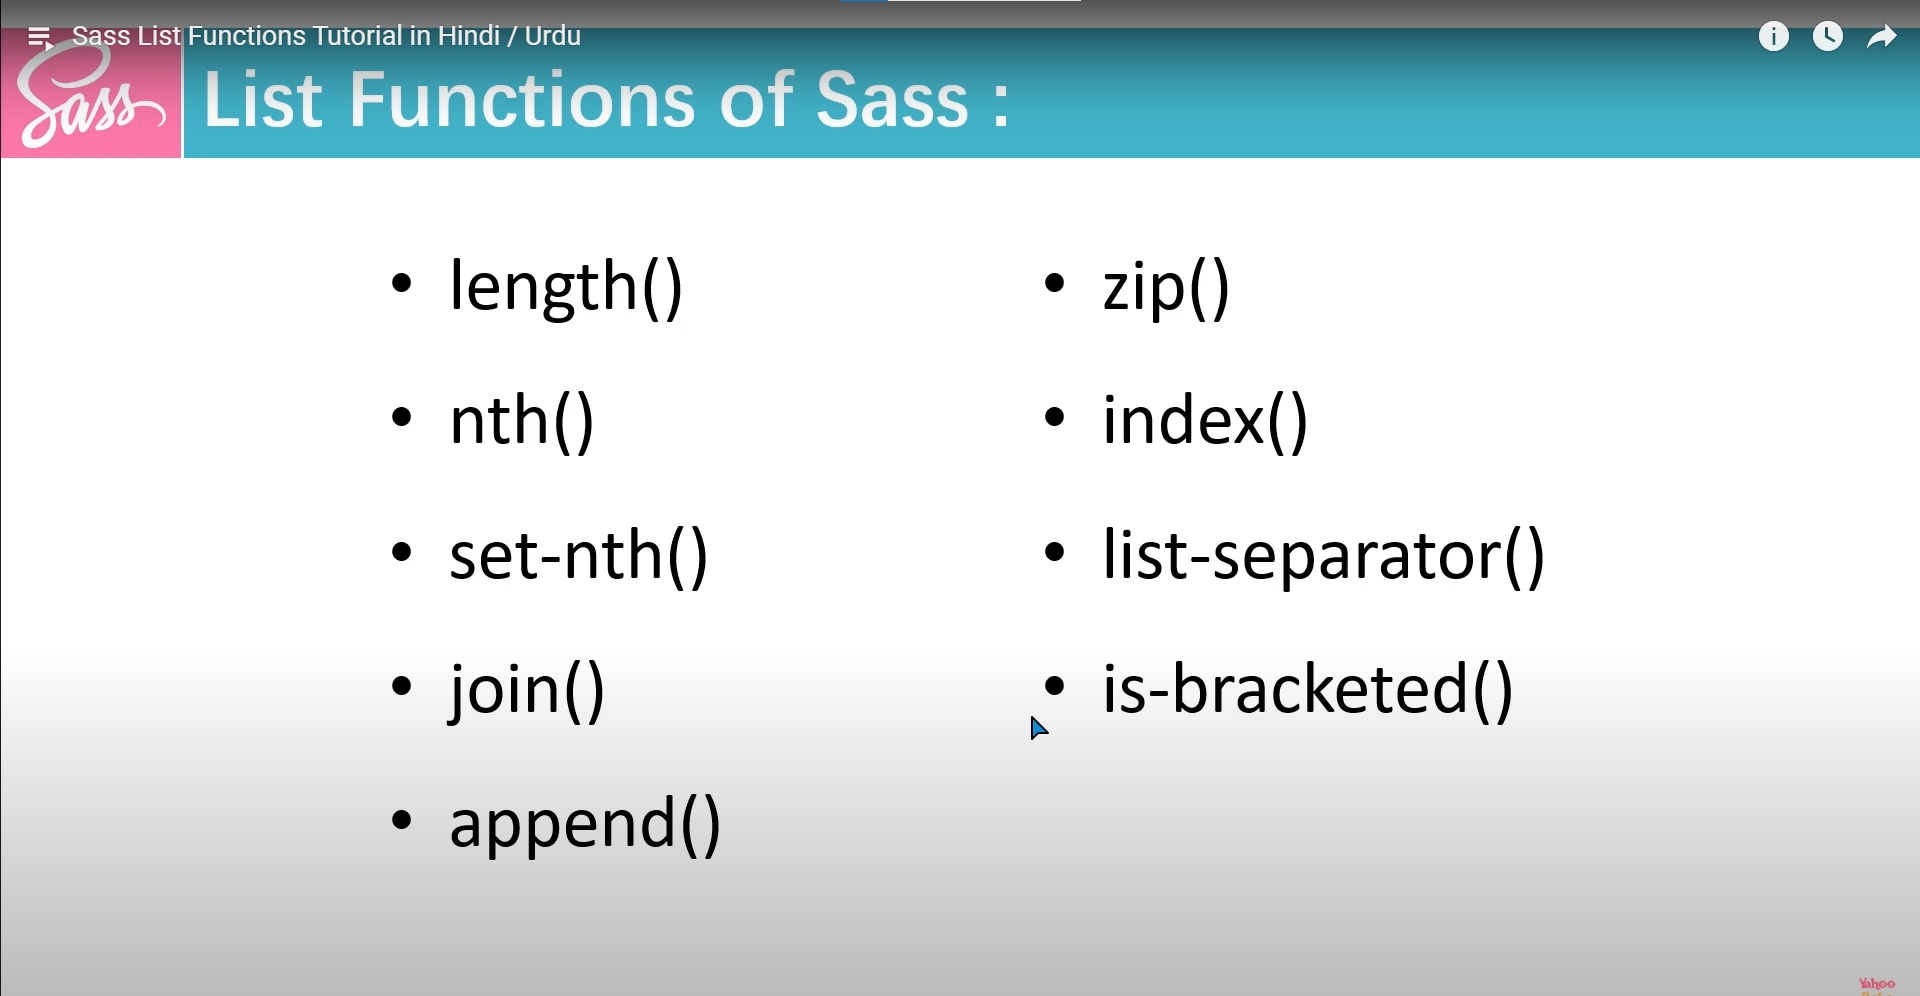 Sass List Functions Tutorial in Hindi / Urdu
Sass
List Functions of Sass :
• length()
• nth()
• set-nth()
• join()
• append()
• zip()
• index()
• list-separator()
• is-bracketed()
Yahoo